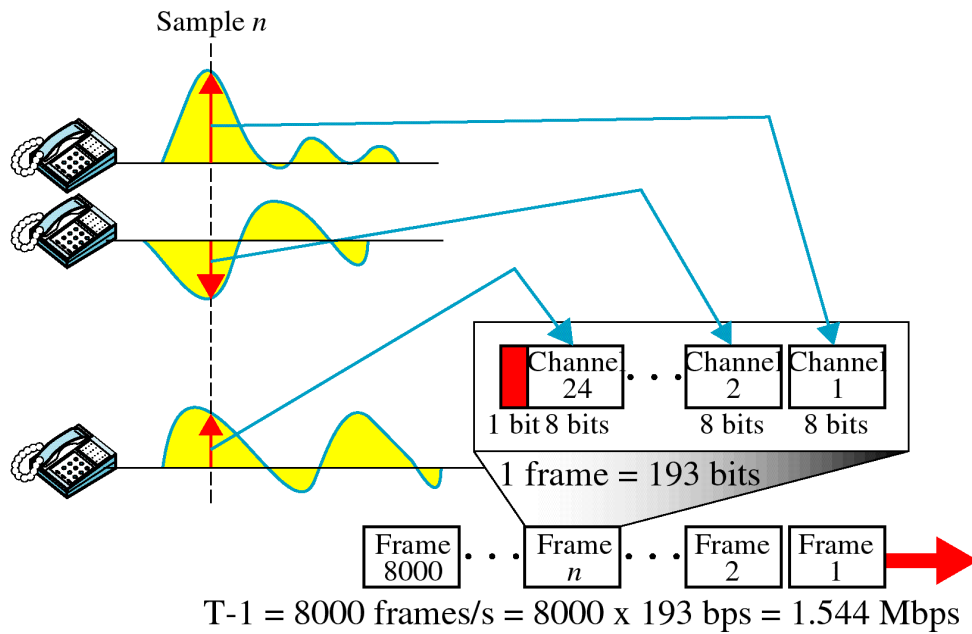 Sample n
Channel
24
. . .
Channel
2
Channel
1
1 bit 8 bits
8 bits
8 bits
1 frame = 193 bits
Frame
8000
. . .
Frame
n
. . .
Frame
2
Frame
1
T-1 = 8000 frames/s = 8000 x 193 bps = 1.544 Mbps